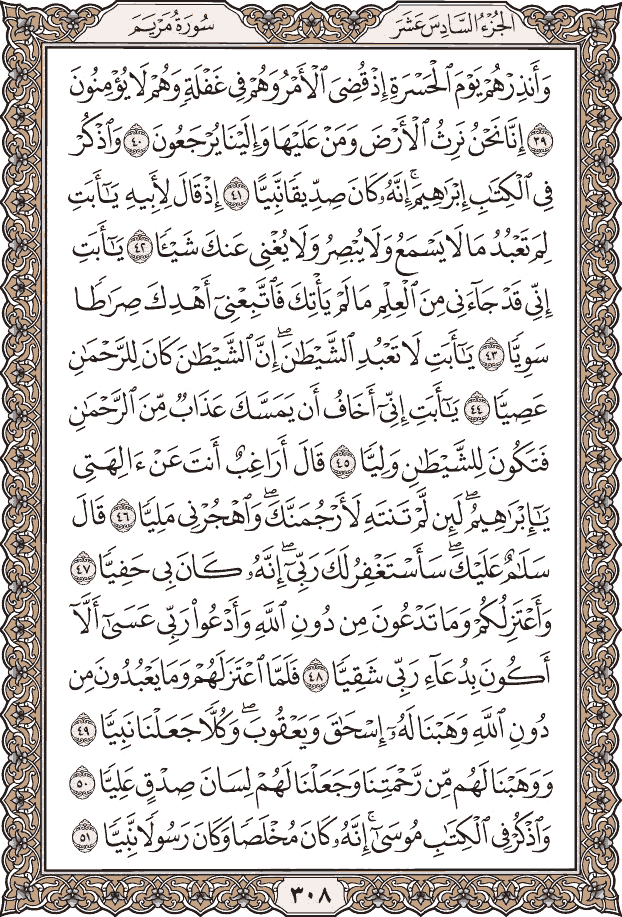 الجُزْءُ السَّادِسَ عَشَرَ
سُورَةُ مَرْيَمَ
وَأَنذِرْهُمْ يَوْمَ ٱلْحَسْرَةِ إِذْ قُضِىَ ٱلْأَمْرُ وَهُمْ فِى غَفْلَةٍ وَهُمْ لَا يُؤْمِنُونَ
٣٩ إِنَّا نَحْنُ نَرِثُ ٱلْأَرْضَ وَمَنْ عَلَيْهَا وَإِلَيْنَا يُرْجَعُونَ ٤٠ وَٱذْكُرْ
فِى ٱلْكِتَٰبِ إِبْرَٰهِيمَ ۚ إِنَّهُۥ كَانَ صِدِّيقًا نَّبِيًّا ٤١ إِذْ قَالَ لِأَبِيهِ يَٰٓأَبَتِ
لِمَ تَعْبُدُ مَا لَا يَسْمَعُ وَلَا يُبْصِرُ وَلَا يُغْنِى عَنكَ شَيْـًٔا ٤٢ يَٰٓأَبَتِ
إِنِّى قَدْ جَآءَنِى مِنَ ٱلْعِلْمِ مَا لَمْ يَأْتِكَ فَٱتَّبِعْنِىٓ أَهْدِكَ صِرَٰطًا
سَوِيًّا ٤٣ يَٰٓأَبَتِ لَا تَعْبُدِ ٱلشَّيْطَٰنَ ۖ إِنَّ ٱلشَّيْطَٰنَ كَانَ لِلرَّحْمَٰنِ
عَصِيًّا ٤٤ يَٰٓأَبَتِ إِنِّىٓ أَخَافُ أَن يَمَسَّكَ عَذَابٌ مِّنَ ٱلرَّحْمَٰنِ
فَتَكُونَ لِلشَّيْطَٰنِ وَلِيًّا ٤٥ قَالَ أَرَاغِبٌ أَنتَ عَنْ ءَالِهَتِى
يَٰٓإِبْرَٰهِيمُ ۖ لَئِن لَّمْ تَنتَهِ لَأَرْجُمَنَّكَ ۖ وَٱهْجُرْنِى مَلِيًّا ٤٦ قَالَ
سَلَٰمٌ عَلَيْكَ ۖ سَأَسْتَغْفِرُ لَكَ رَبِّىٓ ۖ إِنَّهُۥ كَانَ بِى حَفِيًّا ٤٧
وَأَعْتَزِلُكُمْ وَمَا تَدْعُونَ مِن دُونِ ٱللَّهِ وَأَدْعُوا۟ رَبِّى عَسَىٰٓ أَلَّآ
أَكُونَ بِدُعَآءِ رَبِّى شَقِيًّا ٤٨ فَلَمَّا ٱعْتَزَلَهُمْ وَمَا يَعْبُدُونَ مِن
دُونِ ٱللَّهِ وَهَبْنَا لَهُۥٓ إِسْحَٰقَ وَيَعْقُوبَ ۖ وَكُلًّا جَعَلْنَا نَبِيًّا ٤٩
وَوَهَبْنَا لَهُم مِّن رَّحْمَتِنَا وَجَعَلْنَا لَهُمْ لِسَانَ صِدْقٍ عَلِيًّا ٥٠
وَٱذْكُرْ فِى ٱلْكِتَٰبِ مُوسَىٰٓ ۚ إِنَّهُۥ كَانَ مُخْلَصًا وَكَانَ رَسُولًا نَّبِيًّا ٥١
٣٠٨